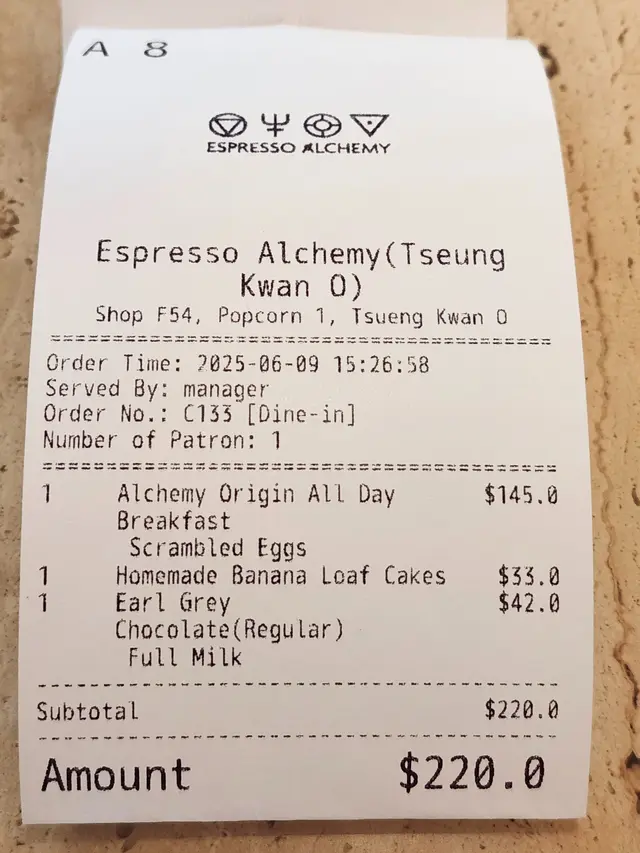 A 8
ESPRESSO ALCHEMY
Espresso Alchemy(Tseung
Kwan O)
Shop F54, Popcorn 1, Tsueng Kwan O
Order Time: 2025-06-09 15:26:58
Served By: manager
Order No.: C133 [Dine-in]
Number of Patron: 1
1 Alchemy Origin All Day $145.0
Breakfast
Scrambled Eggs
1 Homemade Banana Loaf Cakes $33.0
1 Earl Grey $42.0
Chocolate(Regular)
Full Milk
Subtotal $220.0
Amount $220.0